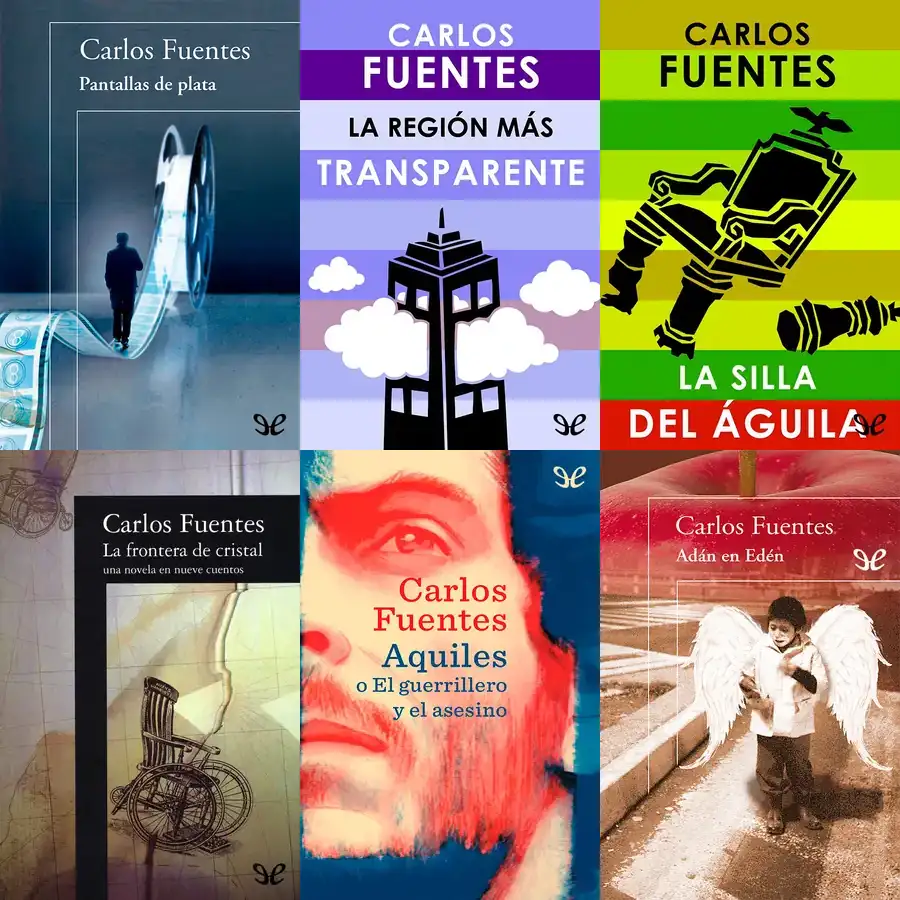 Carlos Fuentes
Pantallas de plata
CARLOS
FUENTES
LA REGIÓN MÁS
TRANSPARENTE
CARLOS
FUENTES
LA SILLA
DEL ÁGUILA
Carlos Fuentes
La frontera de cristal
una novela en nueve cuentos
Carlos
Fuentes
Aquiles
o El guerrillero
y el asesino
Carlos Fuentes
Adán en Edén